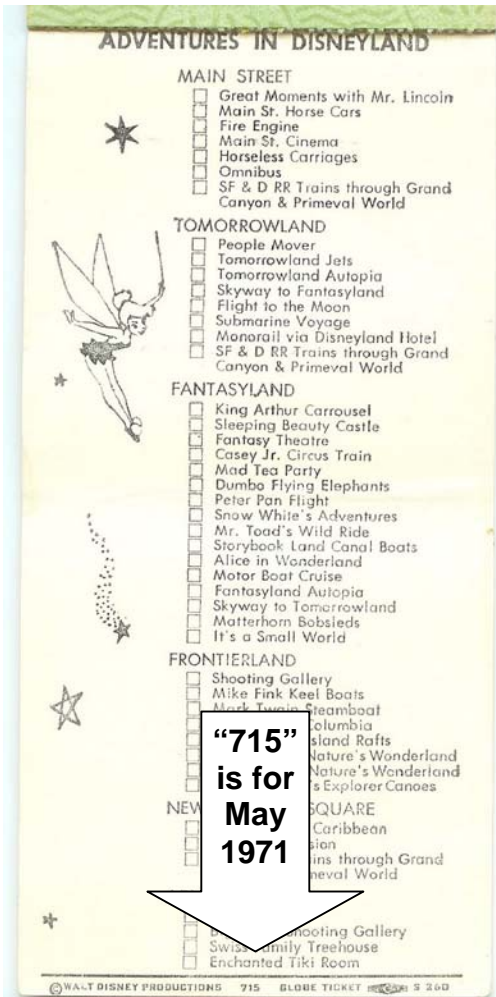 ADVENTURES IN DISNEYLAND
MAIN STREET
Great Moments with Mr. Lincoln
Main St. Horse Cars
Fire Engine
Main St. Cinema
Horseless Carriages
Omnibus
SF & D RR Trains through Grand
Canyon & Primeval World
TOMORROWLAND
People Mover
Tomorrowland Jets
Tomorrowland Autopia
Skyway to Fantasyland
Flight to the Moon
Submarine Voyage
Monorail via Disneyland Hotel
SF & D RR Trains through Grand
Canyon & Primeval World
FANTASYLAND
King Arthur Carrousel
Sleeping Beauty Castle
Fantasy Theatre
Casey Jr. Circus Train
Mad Tea Party
Dumbo Flying Elephants
Peter Pan Flight
Snow White's Adventures
Mr. Toad's Wild Ride
Storybook Land Canal Boats
Alice in Wonderland
Motor Boat Cruise
Fantasyland Autopia
Skyway to Tomorrowland
Matterhorn Bobsleds
It's a Small World
FRONTIERLAND
Shooting Gallery
Mike Fink Keel Boats
Mark Twain Steamboat
Columbia
Island Rafts
Nature's Wonderland
Nature's Wonderland
Explorer Canoes
SQUARE
Caribbean
through Grand
World
Shooting Gallery
Swiss Family Treehouse
Enchanted Tiki Room
"715"
is for
May
1971
©WALT DISNEY PRODUCTIONS 715 GLOBE TICKET S 260